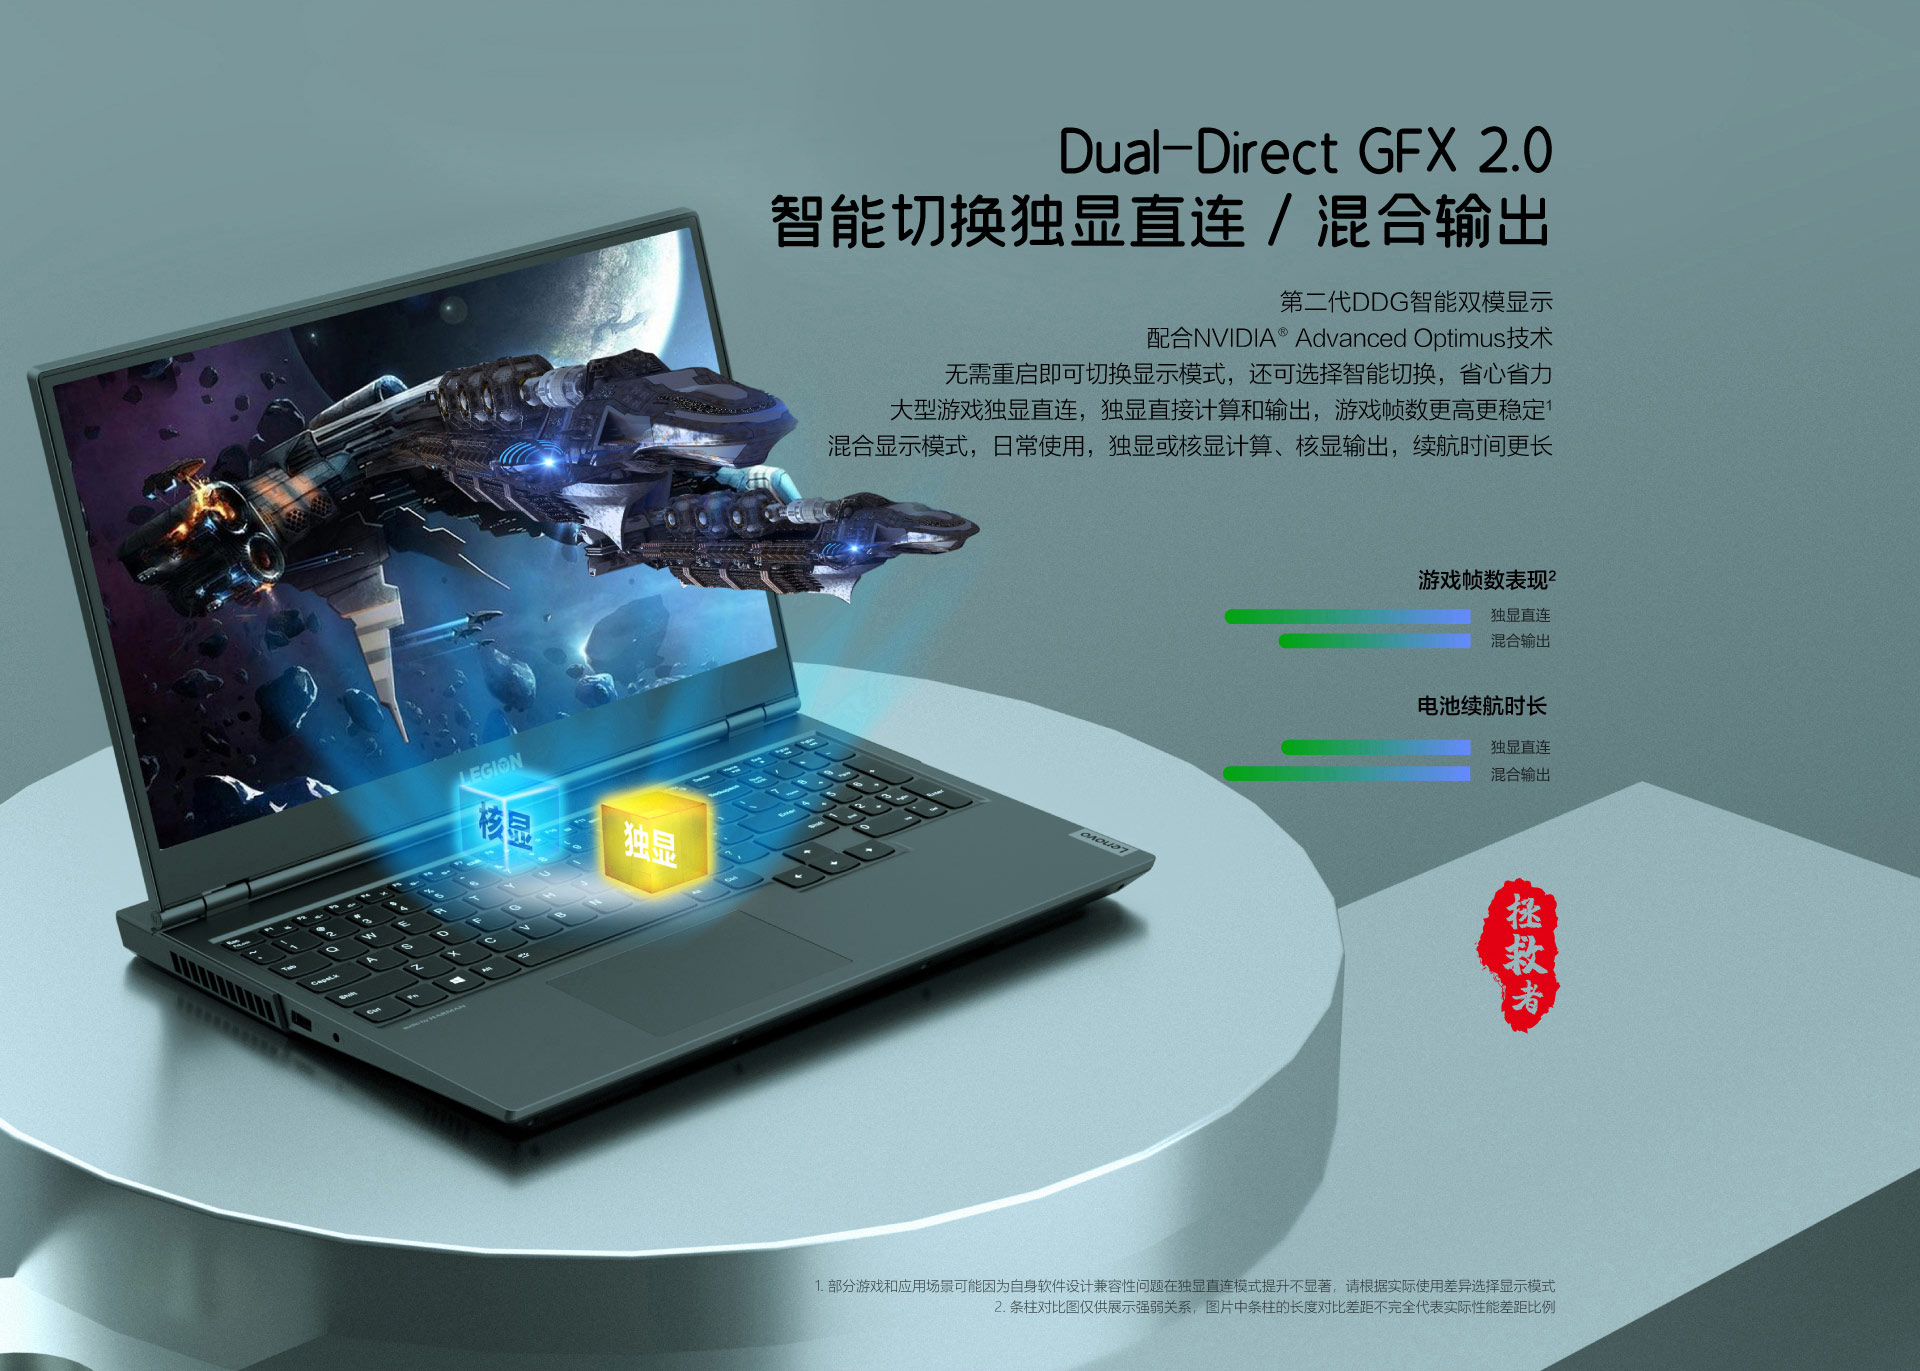 Dual-Direct GFX 2.0
智能切换独显直连 / 混合输出
第二代DDG智能双模显示
配合NVIDIA® Advanced Optimus技术
无需重启即可切换显示模式，还可选择智能切换，省心省力
大型游戏独显直连，独显直接计算和输出，游戏帧数更高更稳定¹
混合显示模式，日常使用，独显或核显计算、核显输出，续航时间更长
游戏帧数表现²
独显直连
混合输出
电池续航时长
独显直连
混合输出
LEGION
核显
独显
Lenovo
拯救者
1. 部分游戏和应用场景可能因为自身软件设计兼容性问题在独显直连模式提升不显著，请根据实际使用差异选择显示模式
2. 条柱对比图仅供展示强弱关系，图片中条柱的长度对比差距不完全代表实际性能差距比例